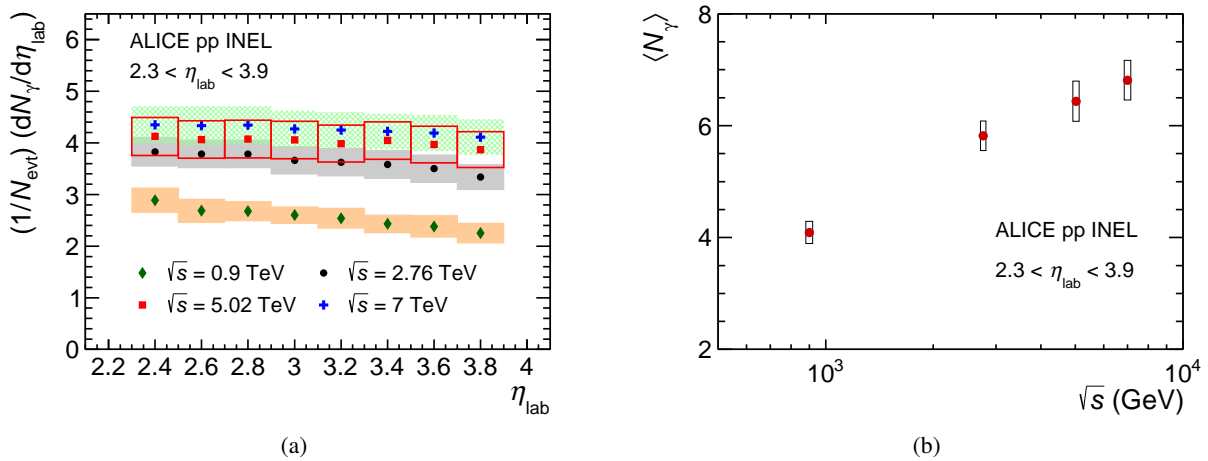 (1/N_evt) (dN_γ/dη_lab)
6
5
4
3
2
1
0
ALICE pp INEL
2.3 < η_lab < 3.9
√s = 0.9 TeV
√s = 2.76 TeV
√s = 5.02 TeV
√s = 7 TeV
2.2 2.4 2.6 2.8 3 3.2 3.4 3.6 3.8 4
η_lab
(a)
⟨N_γ⟩
8
6
4
2
ALICE pp INEL
2.3 < η_lab < 3.9
10³ 10⁴
√s (GeV)
(b)